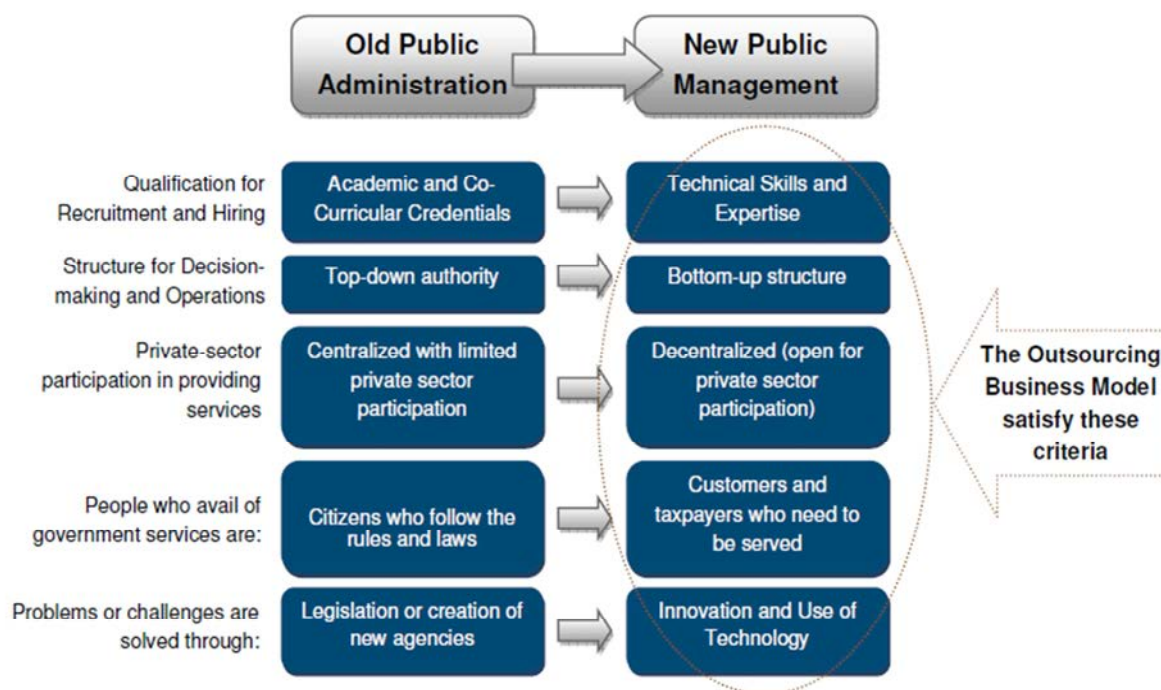 Old Public
Administration
New Public
Management
Qualification for
Recruitment and Hiring
Academic and Co-
Curricular Credentials
Technical Skills and
Expertise
Structure for Decision-
making and Operations
Top-down authority
Bottom-up structure
Private-sector
participation in providing
services
Centralized with limited
private sector
participation
Decentralized (open for
private sector
participation)
The Outsourcing
Business Model
satisfy these
criteria
People who avail of
government services are:
Citizens who follow the
rules and laws
Customers and
taxpayers who need to
be served
Problems or challenges are
solved through:
Legislation or creation of
new agencies
Innovation and Use of
Technology